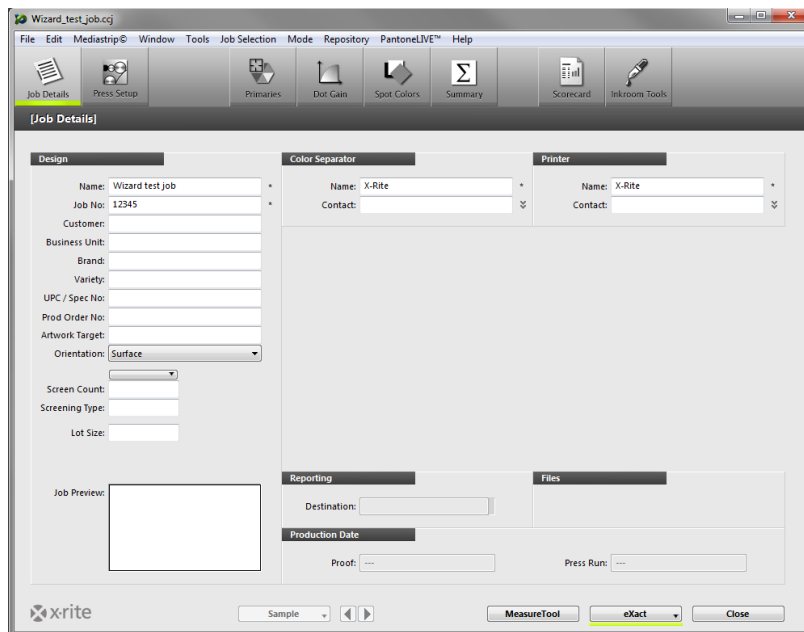 Wizard_test_job.ccj
File Edit Mediastrip© Window Tools Job Selection Mode Repository PantoneLIVE™ Help
Job Details Press Setup Primaries Dot Gain Spot Colors Summary Scorecard Inkroom Tools
[Job Details]
Design
Name: Wizard test job *
Job No: 12345 *
Customer:
Business Unit:
Brand:
Variety:
UPC / Spec No:
Prod Order No:
Artwork Target:
Orientation: Surface
Screen Count:
Screening Type:
Lot Size:
Job Preview:
Color Separator
Name: X-Rite *
Contact:
Printer
Name: X-Rite *
Contact:
Reporting
Destination:
Files
Production Date
Proof: ---
Press Run: ---
x·rite
Sample
MeasureTool eXact Close